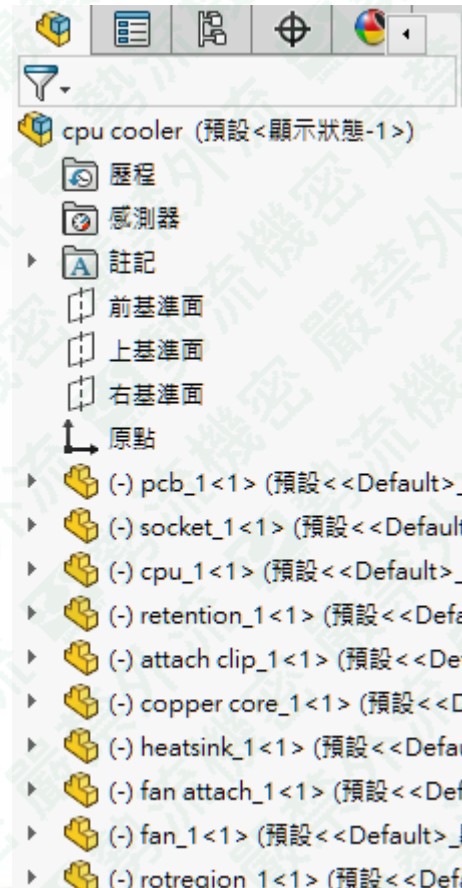 cpu cooler (預設<顯示狀態-1>)
歷程
感測器
A 註記
前基準面
上基準面
右基準面
原點
(-) pcb_1<1> (預設<<Default>_
(-) socket_1<1> (預設<<Default
(-) cpu_1<1> (預設<<Default>_
(-) retention_1<1> (預設<<Defa
(-) attach clip_1<1> (預設<<De
(-) copper core_1<1> (預設<<D
(-) heatsink_1<1> (預設<<Defau
(-) fan attach_1<1> (預設<<Def
(-) fan_1<1> (預設<<Default>_
(-) rotregion_1<1> (預設<<Defa